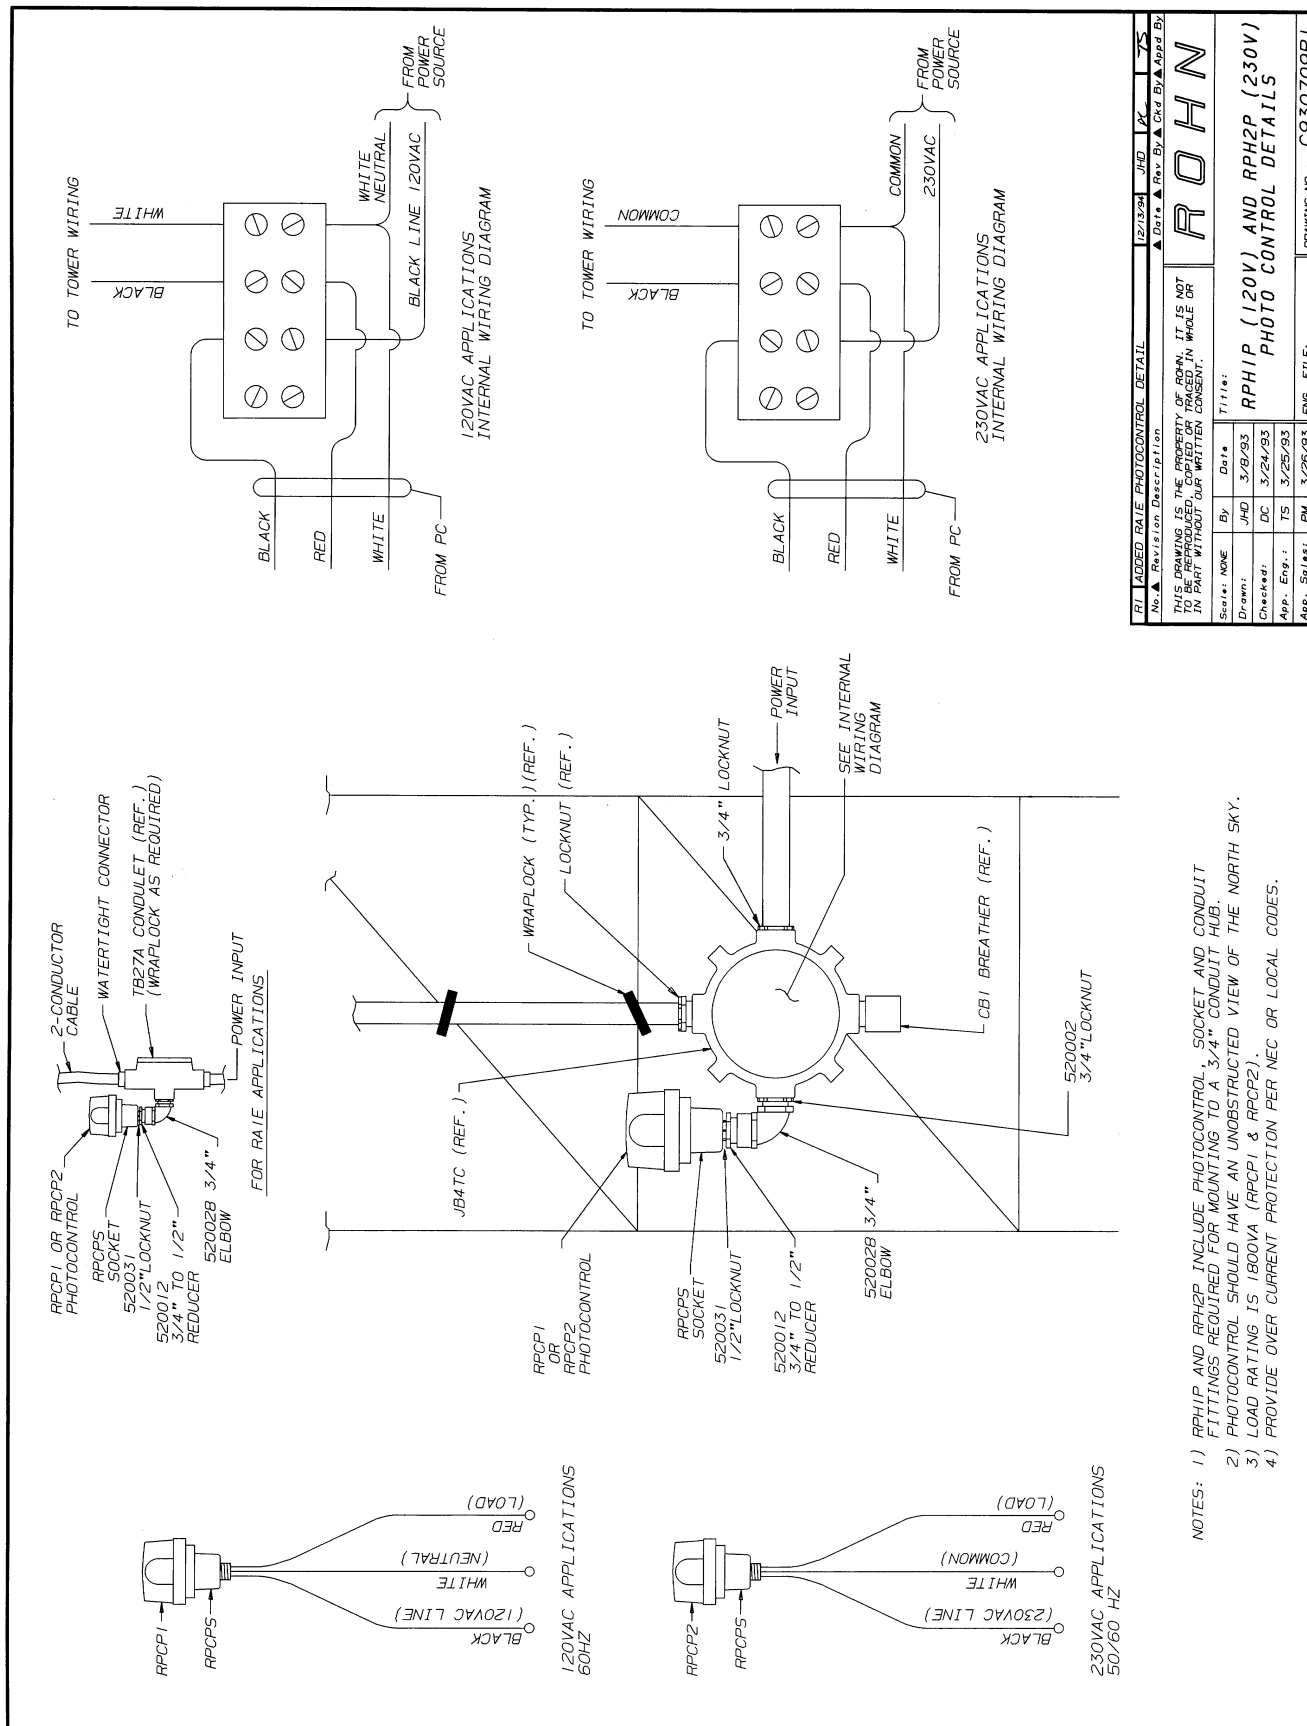 RPCP1
RPCPS
BLACK
(120VAC LINE)
WHITE
(NEUTRAL)
RED
(LOAD)
120VAC APPLICATIONS
60HZ
RPCP2
RPCPS
BLACK
(230VAC LINE)
WHITE
(COMMON)
RED
(LOAD)
230VAC APPLICATIONS
50/60 HZ
RPCP1 OR RPCP2
PHOTOCONTROL
RPCPS
SOCKET
520031
1/2"LOCKNUT
520012
3/4" TO 1/2"
REDUCER
520028 3/4"
ELBOW
2-CONDUCTOR
CABLE
WATERTIGHT CONNECTOR
TB27A CONDULET (REF.)
(WRAPLOCK AS REQUIRED)
POWER INPUT
FOR RA1E APPLICATIONS
JB4TC (REF.)
WRAPLOCK (TYP.)(REF.)
LOCKNUT (REF.)
RPCP1
OR
RPCP2
PHOTOCONTROL
RPCPS
SOCKET
520031
1/2"LOCKNUT
520012
3/4" TO 1/2"
REDUCER
520028 3/4"
ELBOW
3/4" LOCKNUT
POWER
INPUT
SEE INTERNAL
WIRING
DIAGRAM
CB1 BREATHER (REF.)
520002
3/4"LOCKNUT
TO TOWER WIRING
BLACK
WHITE
BLACK
RED
WHITE
FROM PC
WHITE
NEUTRAL
BLACK LINE 120VAC
FROM
POWER
SOURCE
120VAC APPLICATIONS
INTERNAL WIRING DIAGRAM
TO TOWER WIRING
BLACK
COMMON
BLACK
RED
WHITE
FROM PC
COMMON
230VAC
FROM
POWER
SOURCE
230VAC APPLICATIONS
INTERNAL WIRING DIAGRAM
NOTES: 1) RPH1P AND RPH2P INCLUDE PHOTOCONTROL, SOCKET AND CONDUIT
FITTINGS REQUIRED FOR MOUNTING TO A 3/4" CONDUIT HUB.
2) PHOTOCONTROL SHOULD HAVE AN UNOBSTRUCTED VIEW OF THE NORTH SKY.
3) LOAD RATING IS 1800VA (RPCP1 & RPCP2).
4) PROVIDE OVER CURRENT PROTECTION PER NEC OR LOCAL CODES.
R1 ADDED RA1E PHOTOCONTROL DETAIL 12/13/94 JHD TS
No. Revision Description Date Rev By Ckd By Appd By
THIS DRAWING IS THE PROPERTY OF ROHN. IT IS NOT
TO BE REPRODUCED, COPIED OR TRACED IN WHOLE OR
IN PART WITHOUT OUR WRITTEN CONSENT.
ROHN
Scale: NONE By Date
Drawn: JHD 3/8/93
Checked: DC 3/24/93
App. Eng.: TS 3/25/93
App. Sales: PM 3/26/93
Title:
RPH1P (120V) AND RPH2P (230V)
PHOTO CONTROL DETAILS
ENG. FILE:
DRAWING NO.